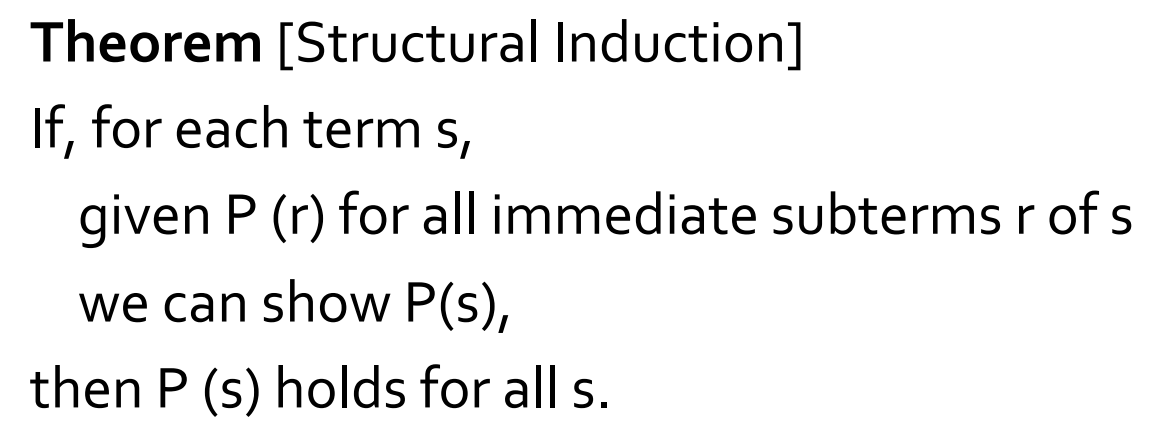 Theorem [Structural Induction]
If, for each term s,
given P (r) for all immediate subterms r of s
we can show P(s),
then P (s) holds for all s.